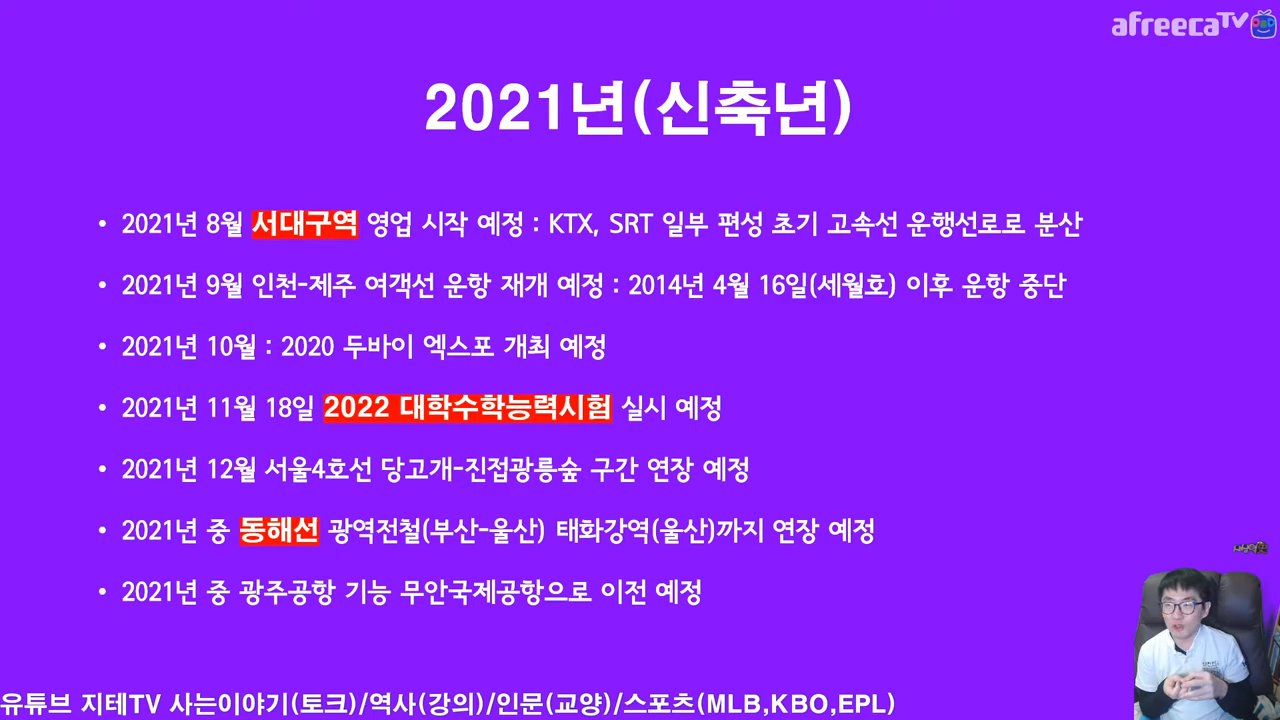 afreecaTV
2021년(신축년)
• 2021년 8월 서대구역 영업 시작 예정 : KTX, SRT 일부 편성 초기 고속선 운행선로로 분산
• 2021년 9월 인천-제주 여객선 운항 재개 예정 : 2014년 4월 16일(세월호) 이후 운항 중단
• 2021년 10월 : 2020 두바이 엑스포 개최 예정
• 2021년 11월 18일 2022 대학수학능력시험 실시 예정
• 2021년 12월 서울4호선 당고개-진접광릉숲 구간 연장 예정
• 2021년 중 동해선 광역전철(부산-울산) 태화강역(울산)까지 연장 예정
• 2021년 중 광주공항 기능 무안국제공항으로 이전 예정
유튜브 지테TV 사는이야기(토크)/역사(강의)/인문(교양)/스포츠(MLB,KBO,EPL)